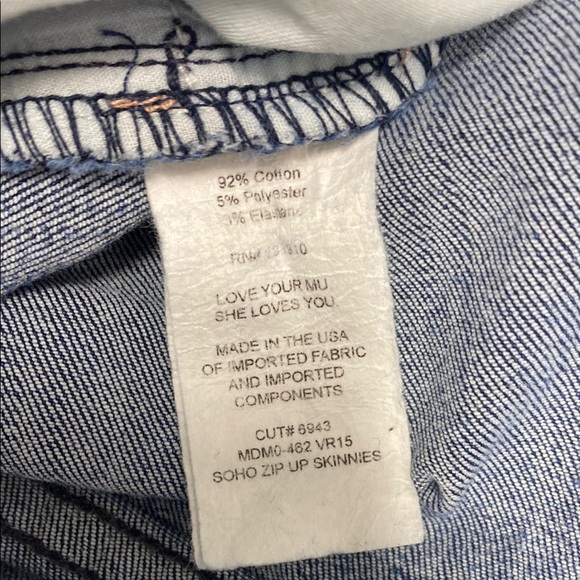 92% Cotton
5% Polyester
3% Elastane
RN#
LOVE YOUR MU
SHE LOVES YOU.
MADE IN THE USA
OF IMPORTED FABRIC
AND IMPORTED
COMPONENTS
CUT# 6943
MDM0-462 VR15
SOHO ZIP UP SKINNIES